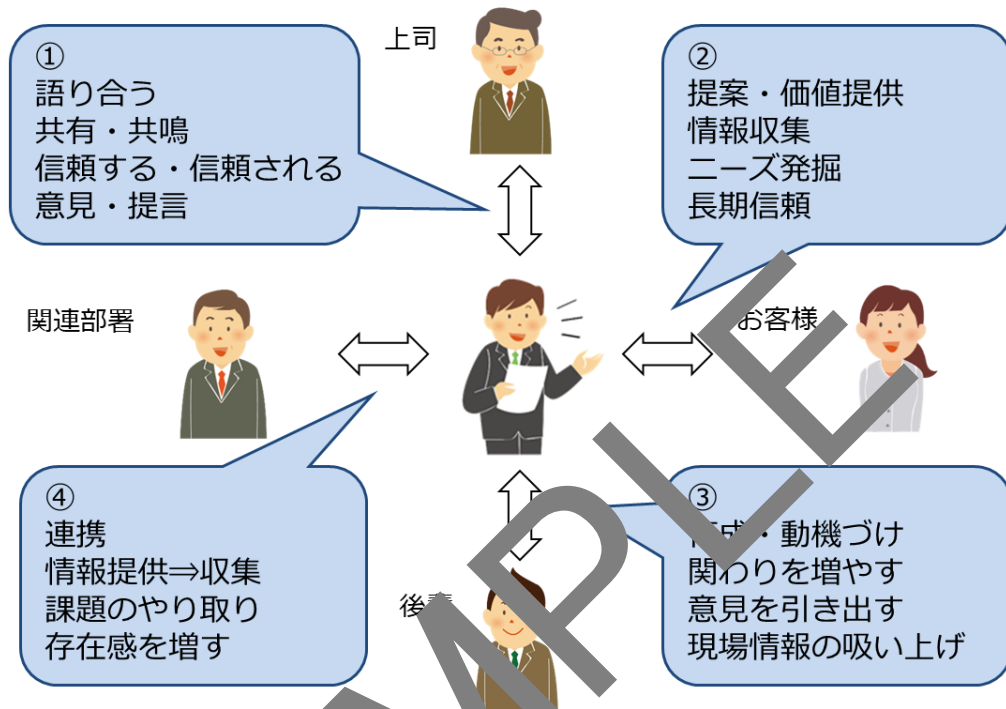 上司
①
語り合う
共有・共鳴
信頼する・信頼される
意見・提言
②
提案・価値提供
情報収集
ニーズ発掘
長期信頼
関連部署
お客様
④
連携
情報提供⇒収集
課題のやり取り
存在感を増す
③
成・動機づけ
関わりを増やす
意見を引き出す
現場情報の吸い上げ
後
MPLE